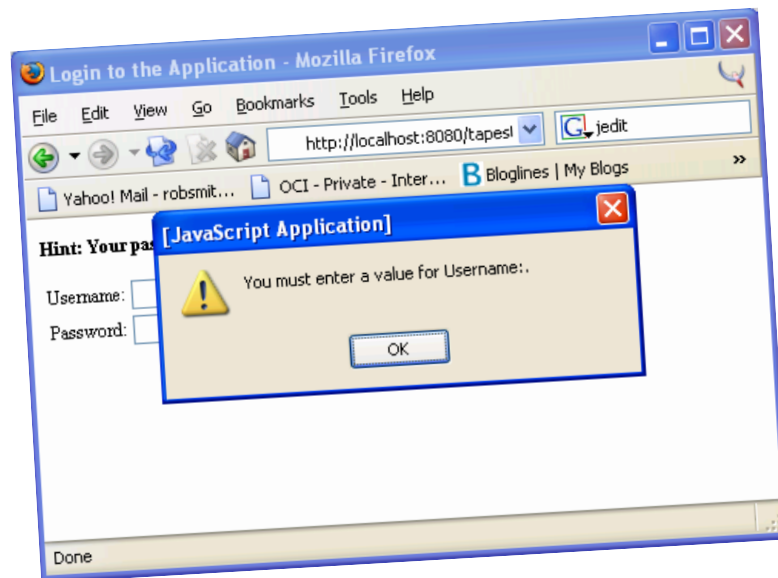 Login to the Application - Mozilla Firefox
File Edit View Go Bookmarks Tools Help
http://localhost:8080/tapesl jedit
Yahoo! Mail - robsmit... OCI - Private - Inter... Bloglines | My Blogs »
[JavaScript Application]
Hint: Your pas
You must enter a value for Username:.
Username:
Password:
OK
Done